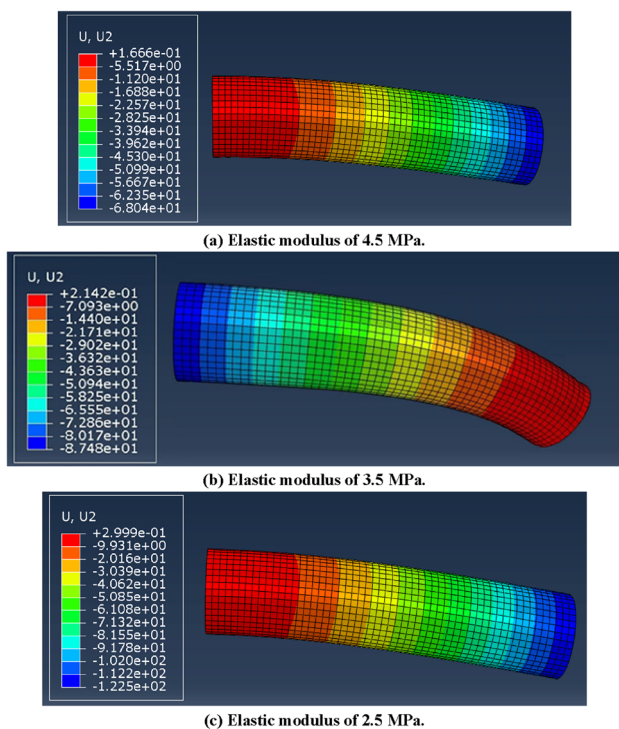 U, U2
+1.666e-01
-5.517e+00
-1.120e+01
-1.688e+01
-2.257e+01
-2.825e+01
-3.394e+01
-3.962e+01
-4.530e+01
-5.099e+01
-5.667e+01
-6.235e+01
-6.804e+01
(a) Elastic modulus of 4.5 MPa.
U, U2
+2.142e-01
-7.093e+00
-1.440e+01
-2.171e+01
-2.902e+01
-3.632e+01
-4.363e+01
-5.094e+01
-5.825e+01
-6.555e+01
-7.286e+01
-8.017e+01
-8.748e+01
(b) Elastic modulus of 3.5 MPa.
U, U2
+2.999e-01
-9.931e+00
-2.016e+01
-3.039e+01
-4.062e+01
-5.085e+01
-6.108e+01
-7.132e+01
-8.155e+01
-9.178e+01
-1.020e+02
-1.122e+02
-1.225e+02
(c) Elastic modulus of 2.5 MPa.